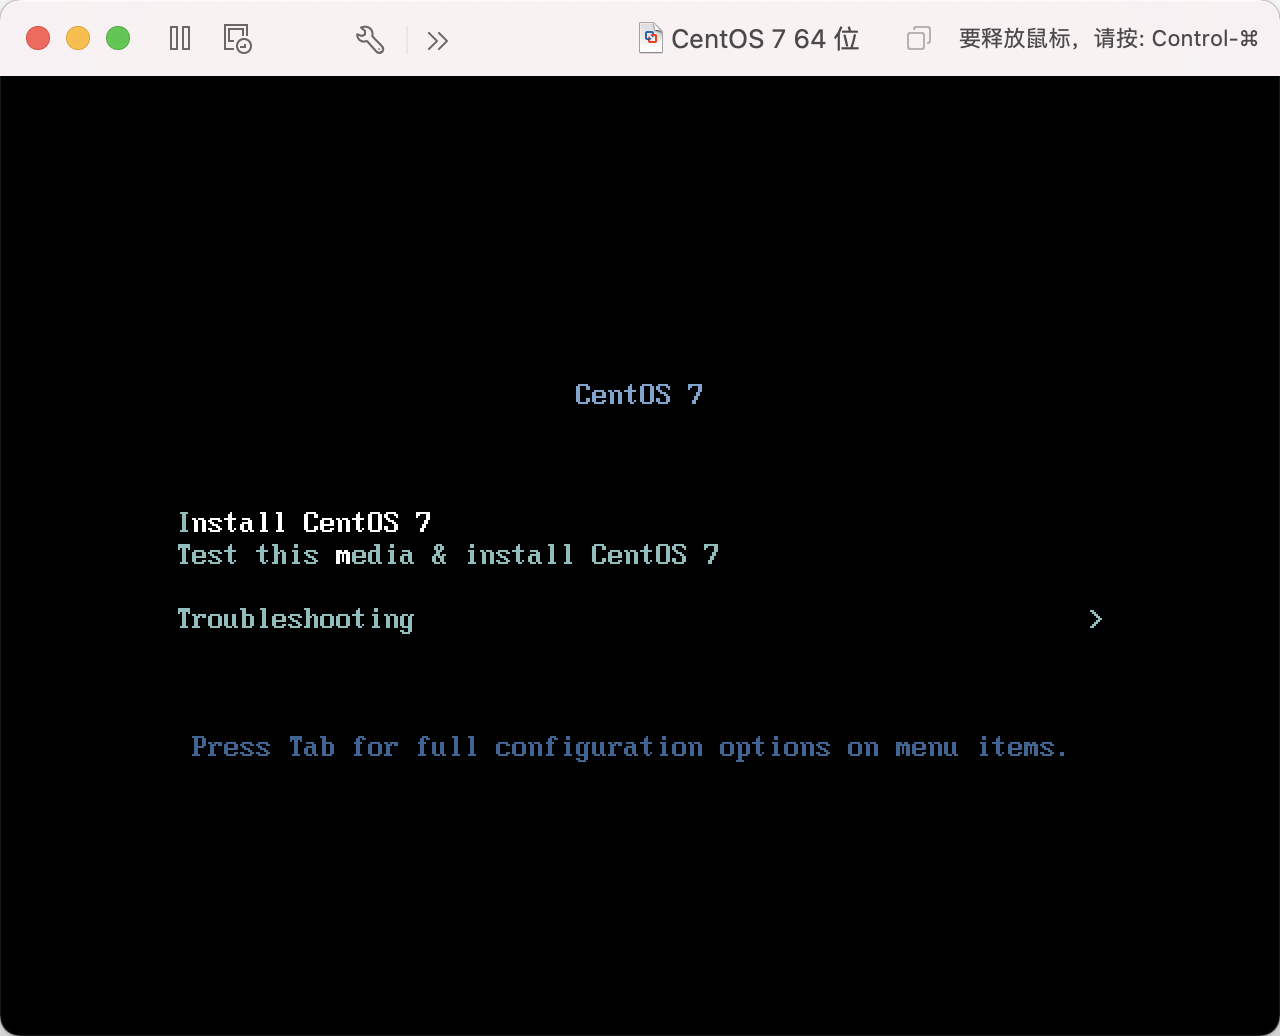 CentOS 7 64 位
要释放鼠标，请按: Control-⌘
CentOS 7
Install CentOS 7
Test this media & install CentOS 7
Troubleshooting >
Press Tab for full configuration options on menu items.